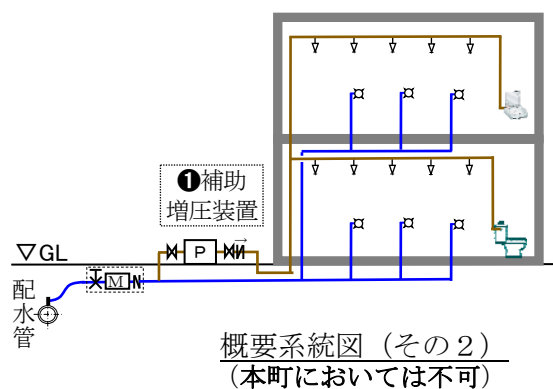 ❶補助
増圧装置
▽GL
P
M
配水管
概要系統図（その２）
（本町においては不可）